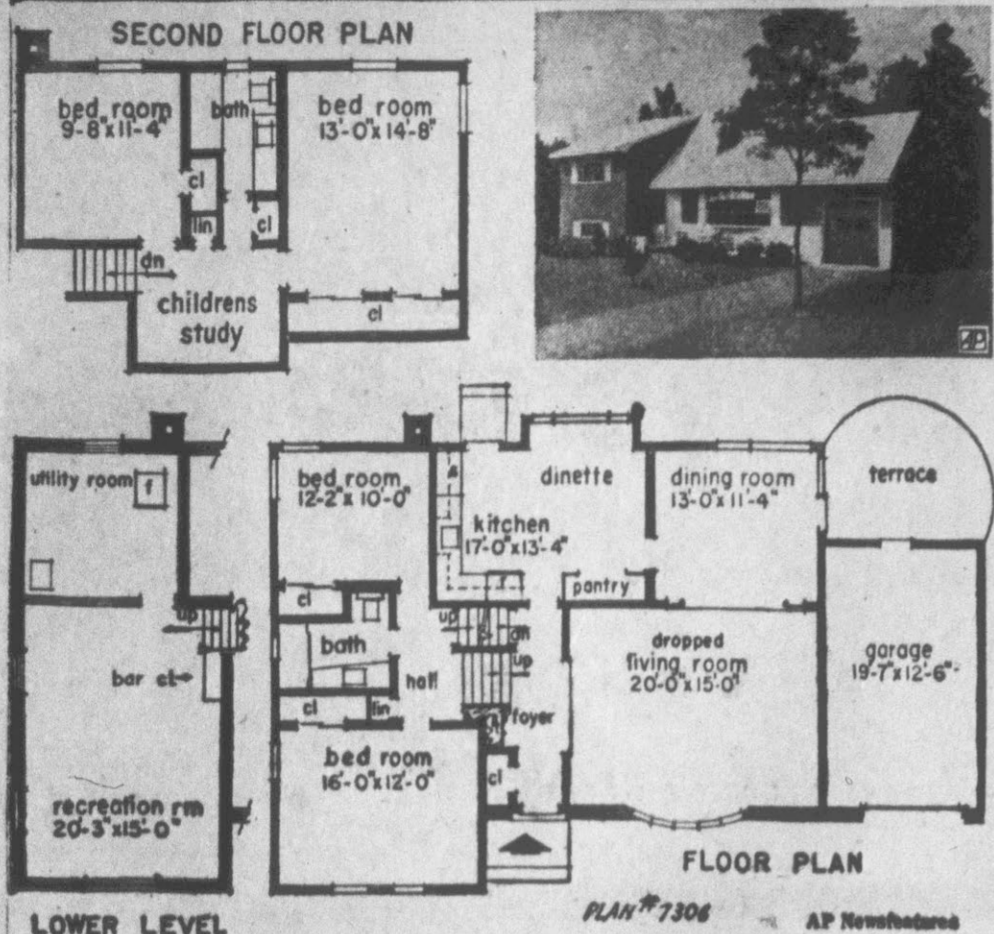 SECOND FLOOR PLAN
bed room
9-8"x11-4"
bath
bed room
13'-0"x14'-8"
cl
lin
cl
dn
childrens
study
cl
AP
utility room
f
bed room
12-2"x10'-0"
dinette
dining room
13'-0"x11'-4"
terrace
kitchen
17'-0"x13'-4"
pantry
cl
up
up
dn
up
bath
hall
dropped
living room
20'-0"x15'-0"
garage
19'-7"x12'-6"
bar
cl
lin
foyer
bed room
16'-0"x12'-0"
cl
recreation rm
20'-3"x15'-0"
FLOOR PLAN
LOWER LEVEL
PLAN # 7306
AP Newsfeatures